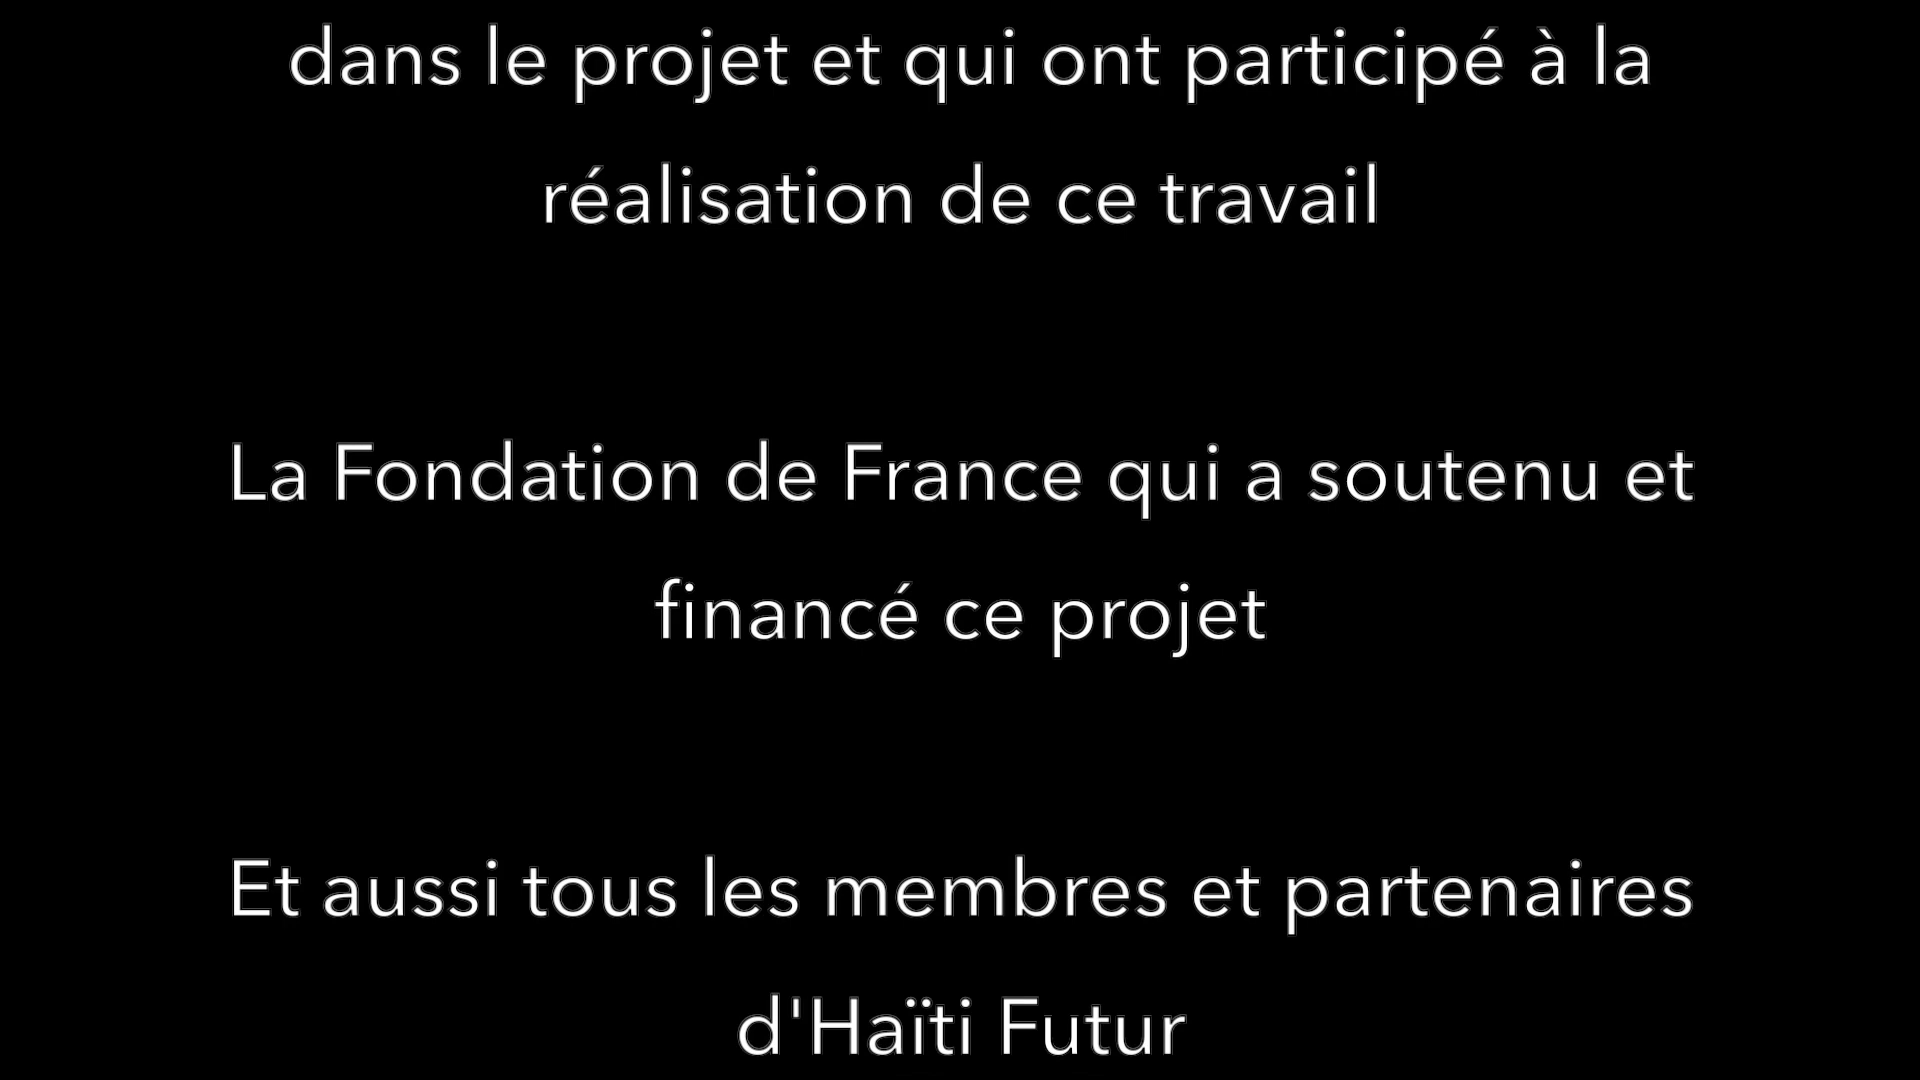 dans le projet et qui ont participé à la
réalisation de ce travail
La Fondation de France qui a soutenu et
financé ce projet
Et aussi tous les membres et partenaires
d'Haïti Futur